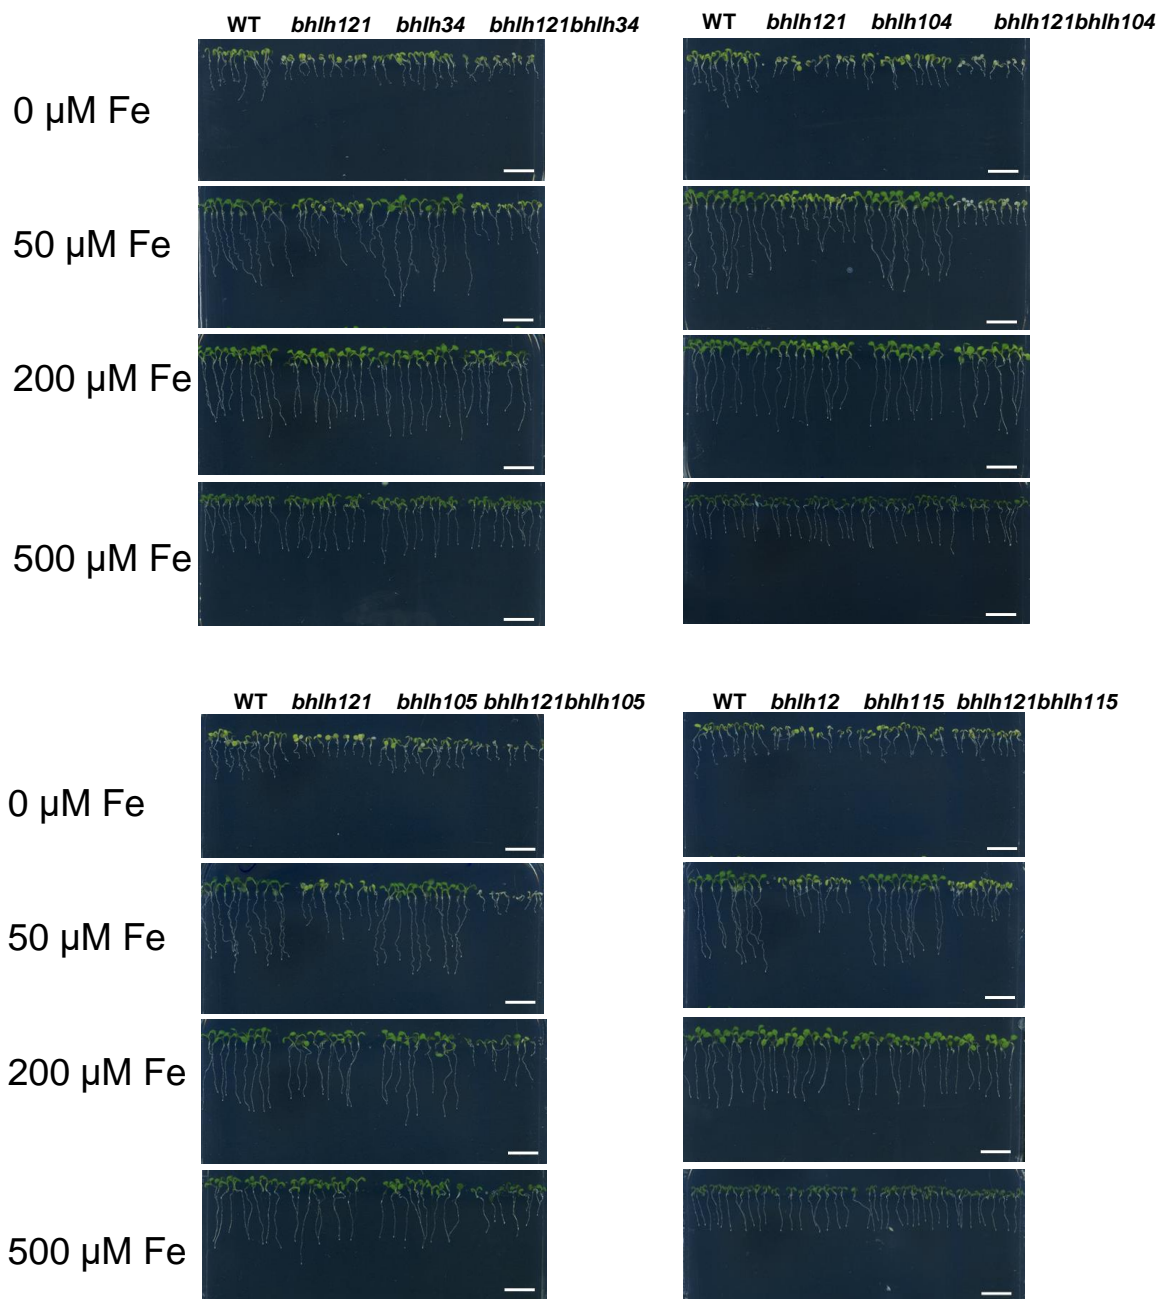 WT bhlh121 bhlh34 bhlh121bhlh34
WT bhlh121 bhlh104 bhlh121bhlh104
0 µM Fe
50 µM Fe
200 µM Fe
500 µM Fe
WT bhlh121 bhlh105 bhlh121bhlh105
WT bhlh12 bhlh115 bhlh121bhlh115
0 µM Fe
50 µM Fe
200 µM Fe
500 µM Fe